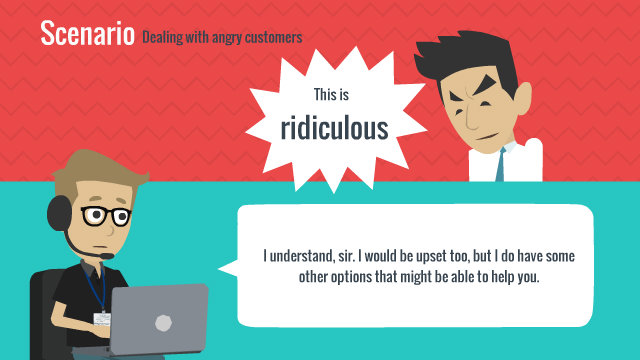 Scenario Dealing with angry customers
This is
ridiculous
I understand, sir. I would be upset too, but I do have some
other options that might be able to help you.